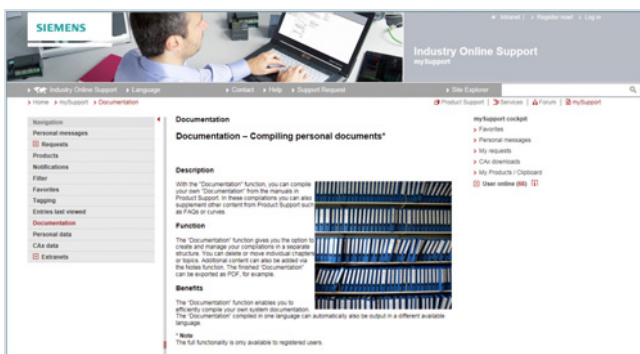 SIEMENS
Intranet | Register now! Log in
Industry Online Support
mySupport
Industry Online Support Language Contact Help Support Request Site Explorer
Home mySupport Documentation Product Support | Services | Forum | mySupport
Navigation
Personal messages
Requests
Products
Notifications
Filter
Favorites
Tagging
Entries last viewed
Documentation
Personal data
CAx data
Extranets
Documentation
Documentation – Compiling personal documents*
Description
With the "Documentation" function, you can compile
your own "Documentation" from the manuals in
Product Support. In these compilations you can also
supplement other content from Product Support such
as FAQs or curves.
Function
The "Documentation" function gives you the option to
create and manage your compilations in a separate
structure. You can delete or move individual chapters
or topics. Additional content can also be added via
the Notes function. The finished "Documentation"
can be exported as PDF, for example.
Benefits
The "Documentation" function enables you to
efficiently compile your own system documentation.
The "Documentation" compiled in one language can automatically also be output in a different available
language.
* Note
The full functionality is only available to registered users.
mySupport cockpit
Favorites
Personal messages
My requests
CAx downloads
My Products / Clipboard
User online (60)